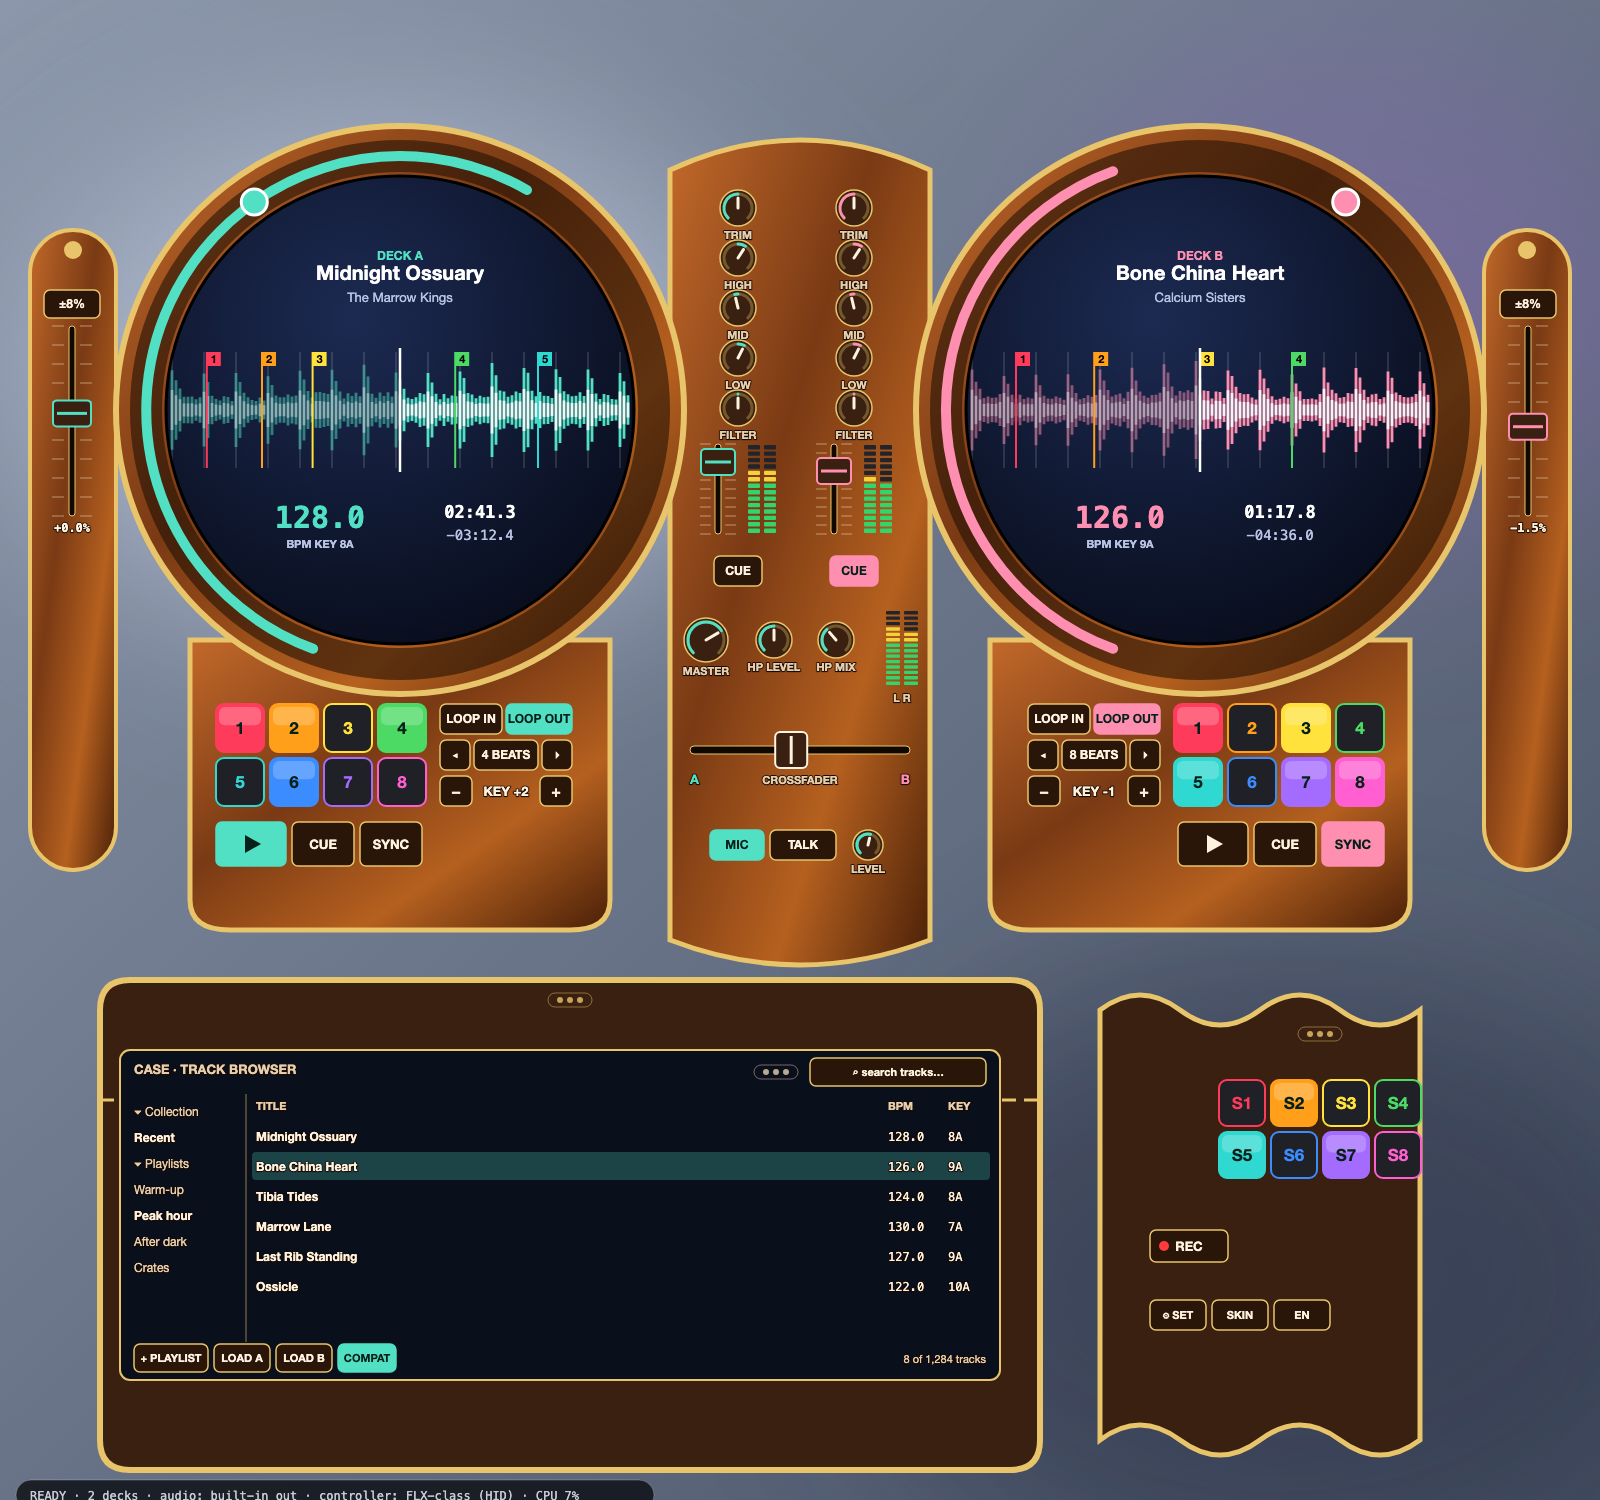 DECK A
Midnight Ossuary
The Marrow Kings
1 2 3 4 5
128.0
BPM KEY 8A
02:41.3
−03:12.4
±8%
+0.0%
TRIM TRIM
HIGH HIGH
MID MID
LOW LOW
FILTER FILTER
CUE CUE
MASTER HP LEVEL HP MIX
L R
A CROSSFADER B
MIC TALK
LEVEL
DECK B
Bone China Heart
Calcium Sisters
1 2 3 4
126.0
BPM KEY 9A
01:17.8
−04:36.0
±8%
−1.5%
1 2 3 4
5 6 7 8
LOOP IN LOOP OUT
4 BEATS
− KEY +2 +
CUE SYNC
LOOP IN LOOP OUT
8 BEATS
− KEY -1 +
1 2 3 4
5 6 7 8
CUE SYNC
CASE · TRACK BROWSER
search tracks...
Collection
Recent
Playlists
Warm-up
Peak hour
After dark
Crates
TITLE BPM KEY
Midnight Ossuary 128.0 8A
Bone China Heart 126.0 9A
Tibia Tides 124.0 8A
Marrow Lane 130.0 7A
Last Rib Standing 127.0 9A
Ossicle 122.0 10A
+ PLAYLIST LOAD A LOAD B COMPAT
8 of 1,284 tracks
S1 S2 S3 S4
S5 S6 S7 S8
REC
SET SKIN EN
READY · 2 decks · audio: built-in out · controller: FLX-class (HID) · CPU 7%